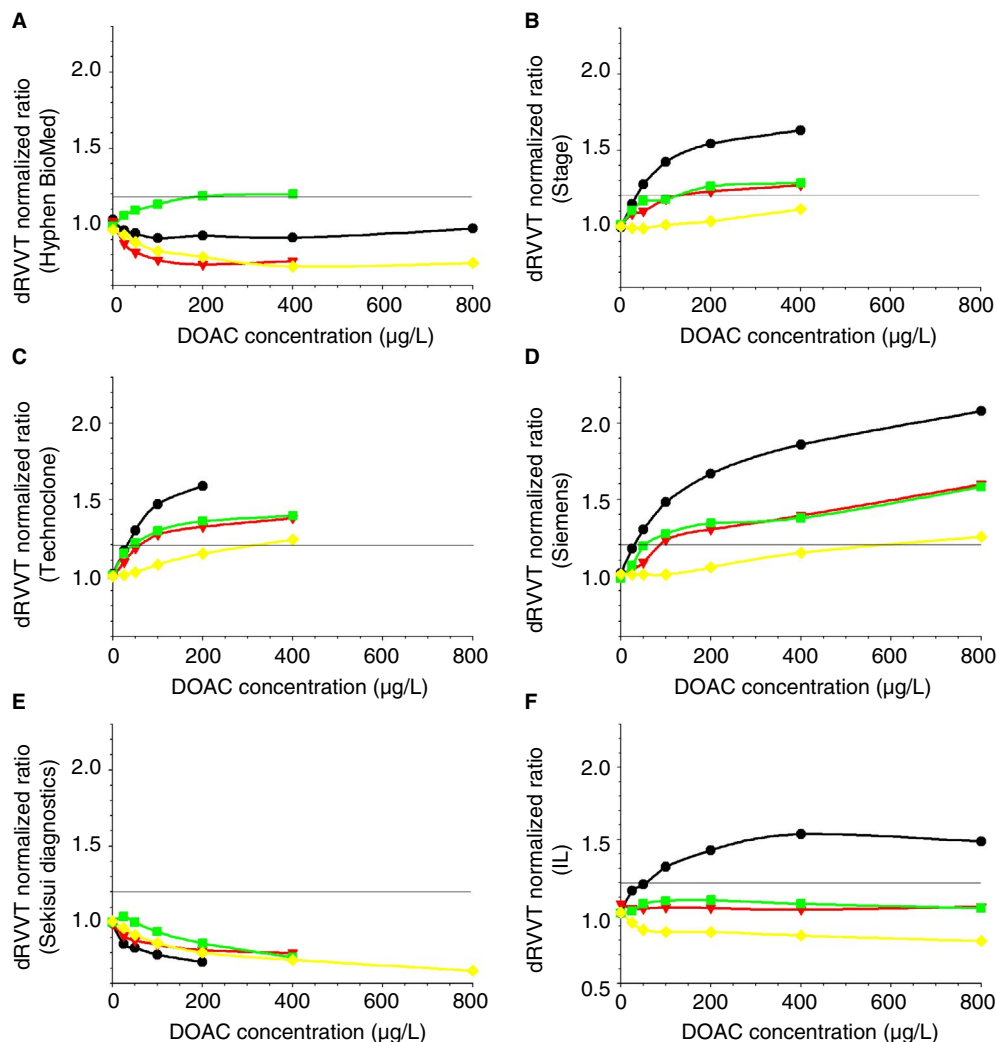 A
dRVVT normalized ratio
(Hyphen BioMed)
2.0
1.5
1.0
0 200 400 600 800
DOAC concentration (µg/L)
B
dRVVT normalized ratio
(Stage)
2.0
1.5
1.0
0 200 400 600 800
DOAC concentration (µg/L)
C
dRVVT normalized ratio
(Technoclone)
2.0
1.5
1.0
0 200 400 600 800
DOAC concentration (µg/L)
D
dRVVT normalized ratio
(Siemens)
2.0
1.5
1.0
0 200 400 600 800
DOAC concentration (µg/L)
E
dRVVT normalized ratio
(Sekisui diagnostics)
2.0
1.5
1.0
0 200 400 600 800
DOAC concentration (µg/L)
F
dRVVT normalized ratio
(IL)
2.0
1.5
1.0
0.5
0 200 400 600 800
DOAC concentration (µg/L)